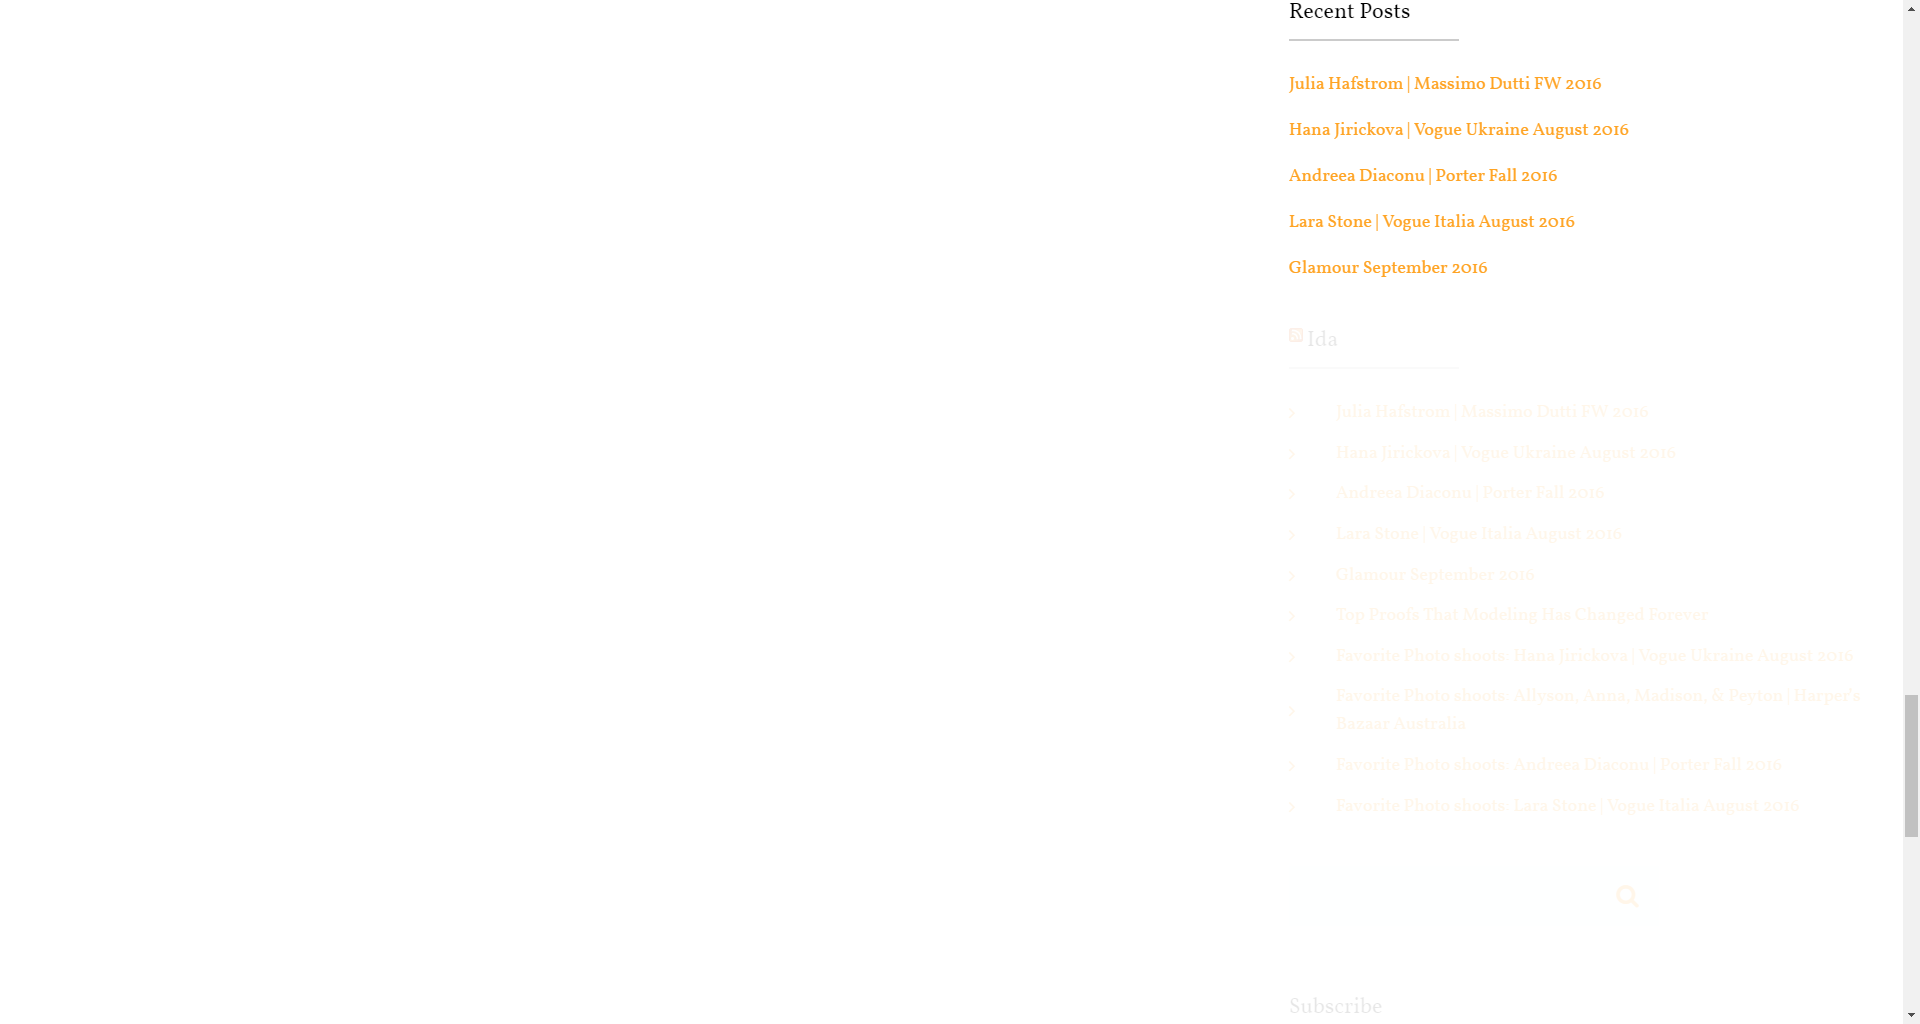 Recent Posts
Julia Hafstrom | Massimo Dutti FW 2016
Hana Jirickova | Vogue Ukraine August 2016
Andreea Diaconu | Porter Fall 2016
Lara Stone | Vogue Italia August 2016
Glamour September 2016
Ida
Julia Hafstrom | Massimo Dutti FW 2016
Hana Jirickova | Vogue Ukraine August 2016
Andreea Diaconu | Porter Fall 2016
Lara Stone | Vogue Italia August 2016
Glamour September 2016
Top Proofs That Modeling Has Changed Forever
Favorite Photo shoots: Hana Jirickova | Vogue Ukraine August 2016
Favorite Photo shoots: Allyson, Anna, Madison, & Peyton | Harper's
Bazaar Australia
Favorite Photo shoots: Andreea Diaconu | Porter Fall 2016
Favorite Photo shoots: Lara Stone | Vogue Italia August 2016
Subscribe